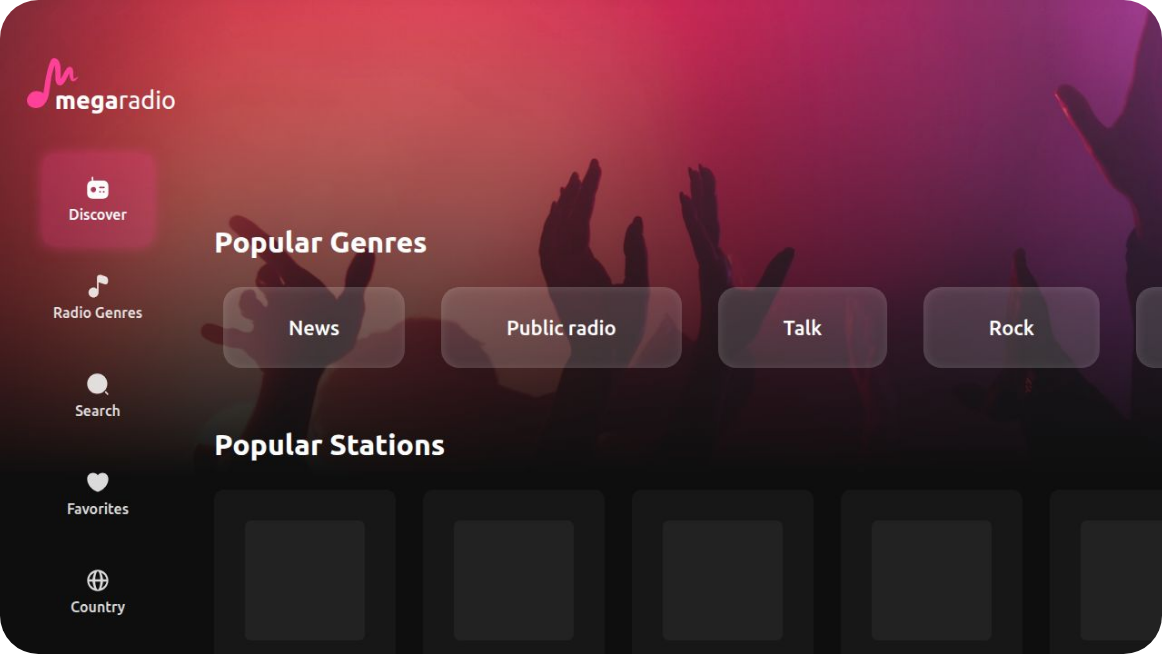 megaradio
Discover
Radio Genres
Search
Favorites
Country
Popular Genres
News
Public radio
Talk
Rock
Popular Stations